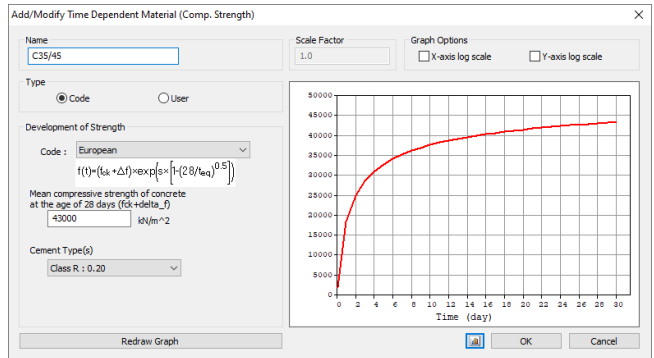 Add/Modify Time Dependent Material (Comp. Strength)
Name
C35/45
Scale Factor
1.0
Graph Options
X-axis log scale
Y-axis log scale
Type
Code
User
Development of Strength
Code :
European
f(t)=(fck+Δf)×exp{s×[1-(28/teq)^0.5]}
Mean compressive strength of concrete
at the age of 28 days (fck+delta_f)
43000
kN/m^2
Cement Type(s)
Class R : 0.20
Redraw Graph
50000
45000
40000
35000
30000
25000
20000
15000
10000
5000
0
0 2 4 6 8 10 12 14 16 18 20 22 24 26 28 30
Time (day)
OK
Cancel